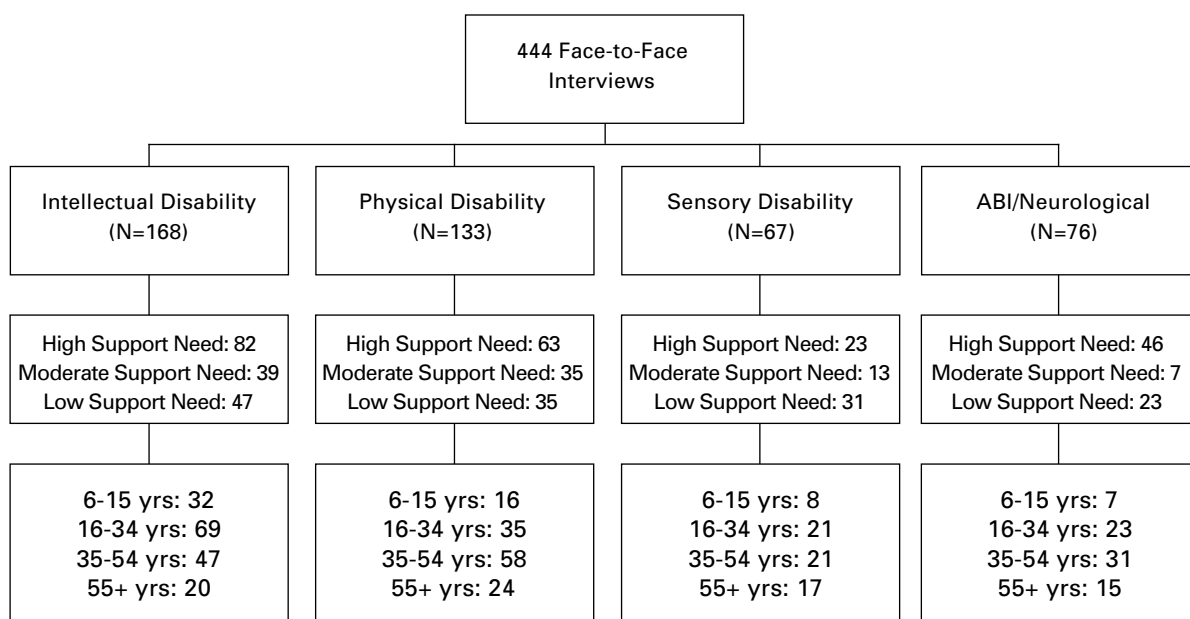 444 Face-to-Face
Interviews
Intellectual Disability
(N=168)
Physical Disability
(N=133)
Sensory Disability
(N=67)
ABI/Neurological
(N=76)
High Support Need: 82
Moderate Support Need: 39
Low Support Need: 47
High Support Need: 63
Moderate Support Need: 35
Low Support Need: 35
High Support Need: 23
Moderate Support Need: 13
Low Support Need: 31
High Support Need: 46
Moderate Support Need: 7
Low Support Need: 23
6-15 yrs: 32
16-34 yrs: 69
35-54 yrs: 47
55+ yrs: 20
6-15 yrs: 16
16-34 yrs: 35
35-54 yrs: 58
55+ yrs: 24
6-15 yrs: 8
16-34 yrs: 21
35-54 yrs: 21
55+ yrs: 17
6-15 yrs: 7
16-34 yrs: 23
35-54 yrs: 31
55+ yrs: 15